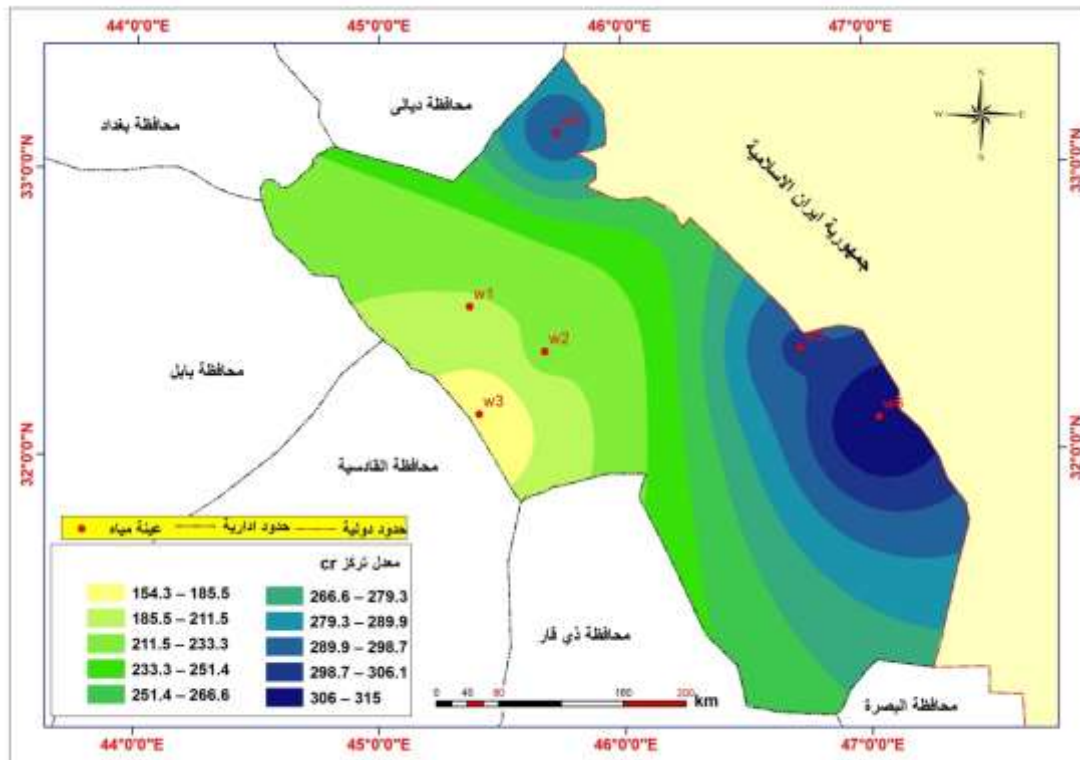 44°0'0"E 45°0'0"E 46°0'0"E 47°0'0"E
33°0'0"N
33°0'0"N
32°0'0"N
32°0'0"N
N
W E
S
محافظة بغداد
محافظة ديالى
جمهورية ايران الاسلامية
محافظة بابل
محافظة القادسية
محافظة ذي قار
محافظة البصرة
w1
w2
w3
عينة مياه حدود ادارية حدود دولية
معدل تركز cr
154.3 – 185.5
185.5 – 211.5
211.5 – 233.3
233.3 – 251.4
251.4 – 266.6
266.6 – 279.3
279.3 – 289.9
289.9 – 298.7
298.7 – 306.1
306 – 315
0 40 80 160 200 km
44°0'0"E 45°0'0"E 46°0'0"E 47°0'0"E